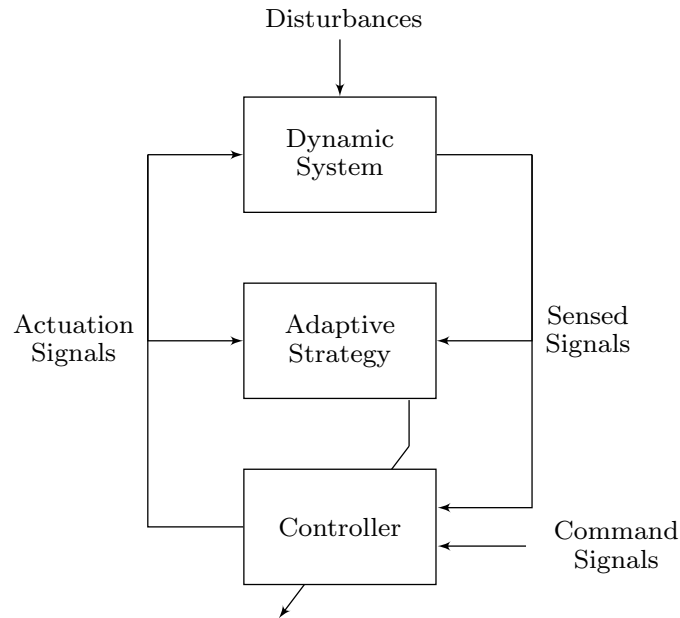 Disturbances
Dynamic
System
Actuation
Signals
Adaptive
Strategy
Sensed
Signals
Controller
Command
Signals